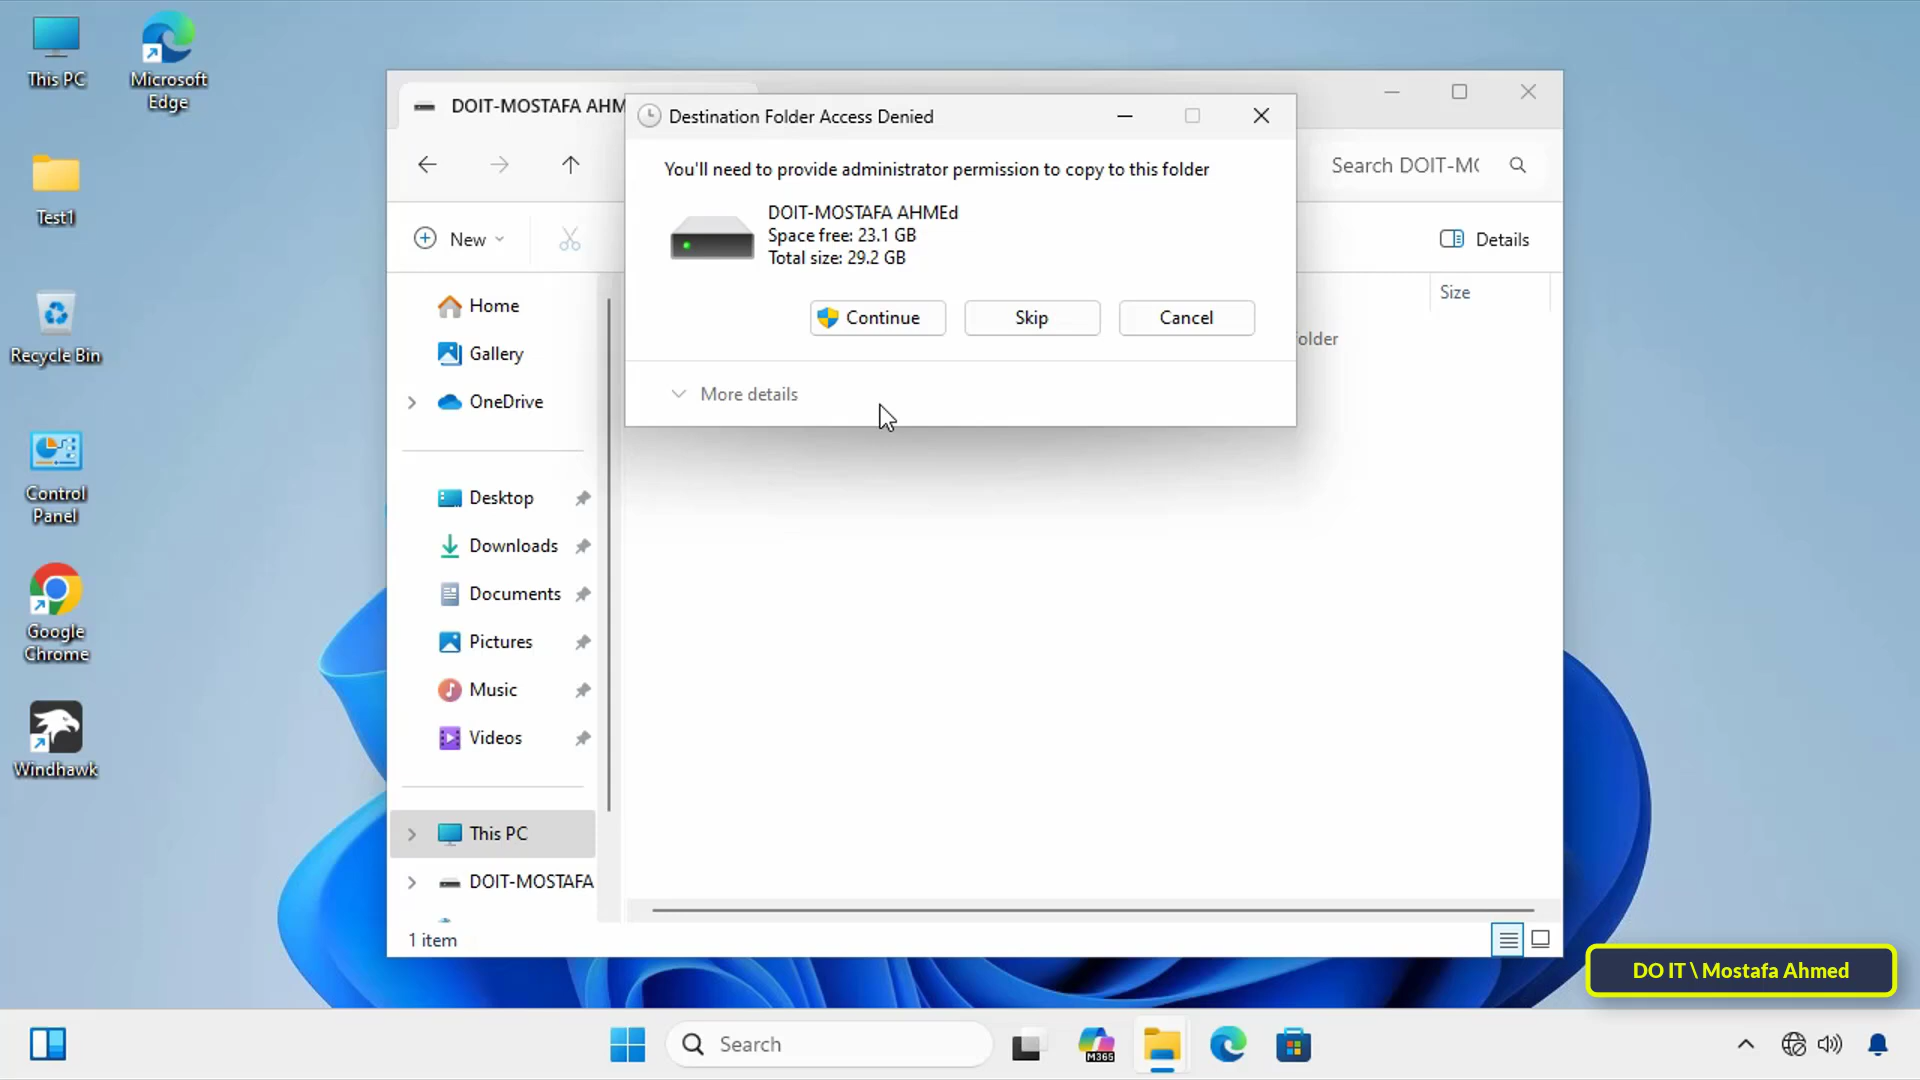 This PC
Microsoft
Edge
Test1
Recycle Bin
Control
Panel
Google
Chrome
Windhawk
DOIT-MOSTAFA AHM
Destination Folder Access Denied
You'll need to provide administrator permission to copy to this folder
DOIT-MOSTAFA AHMEd
Space free: 23.1 GB
Total size: 29.2 GB
Continue
Skip
Cancel
More details
Search DOIT-M
New
Details
Size
older
Home
Gallery
OneDrive
Desktop
Downloads
Documents
Pictures
Music
Videos
This PC
DOIT-MOSTAFA
1 item
DO IT \ Mostafa Ahmed
Search
M365